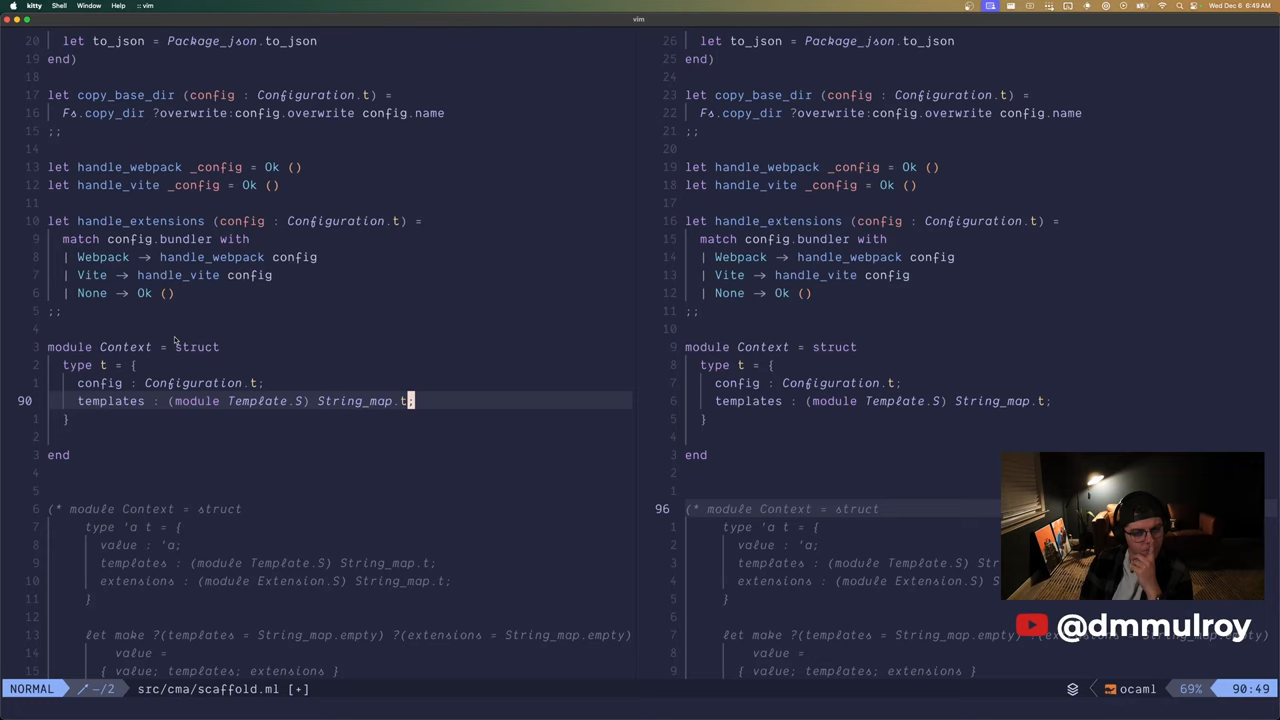 kitty Shell Window Help :: vim
Wed Dec 6 6:49 AM
vim
20 let to_json = Package_json.to_json
19 end)
18
17 let copy_base_dir (config : Configuration.t) =
16 Fs.copy_dir ?overwrite:config.overwrite config.name
15 ;;
14
13 let handle_webpack _config = Ok ()
12 let handle_vite _config = Ok ()
11
10 let handle_extensions (config : Configuration.t) =
9 match config.bundler with
8 | Webpack → handle_webpack config
7 | Vite → handle_vite config
6 | None → Ok ()
5 ;;
4
3 module Context = struct
2 type t = {
1 config : Configuration.t;
90 templates : (module Template.S) String_map.t;
1 }
2
3 end
4
5
6 (* module Context = struct
7 type 'a t = {
8 value : 'a;
9 templates : (module Template.S) String_map.t;
10 extensions : (module Extension.S) String_map.t;
11 }
12
13 let make ?(templates = String_map.empty) ?(extensions = String_map.empty)
14 value =
15 { value; templates; extensions }
26 let to_json = Package_json.to_json
25 end)
24
23 let copy_base_dir (config : Configuration.t) =
22 Fs.copy_dir ?overwrite:config.overwrite config.name
21 ;;
20
19 let handle_webpack _config = Ok ()
18 let handle_vite _config = Ok ()
17
16 let handle_extensions (config : Configuration.t) =
15 match config.bundler with
14 | Webpack → handle_webpack config
13 | Vite → handle_vite config
12 | None → Ok ()
11 ;;
10
9 module Context = struct
8 type t = {
7 config : Configuration.t;
6 templates : (module Template.S) String_map.t;
5 }
4
3 end
2
1
96 (* module Context = struct
1 type 'a t = {
2 value : 'a;
3 templates : (module Template.S) S
4 extensions : (module Extension.S)
5 }
6
7 let make ?(templates = String_map.empty)
8 value =
9 { value; templates; extensions }
@dmmulroy
NORMAL ~/2 src/cma/scaffold.ml [+] ocaml 69% 90:49